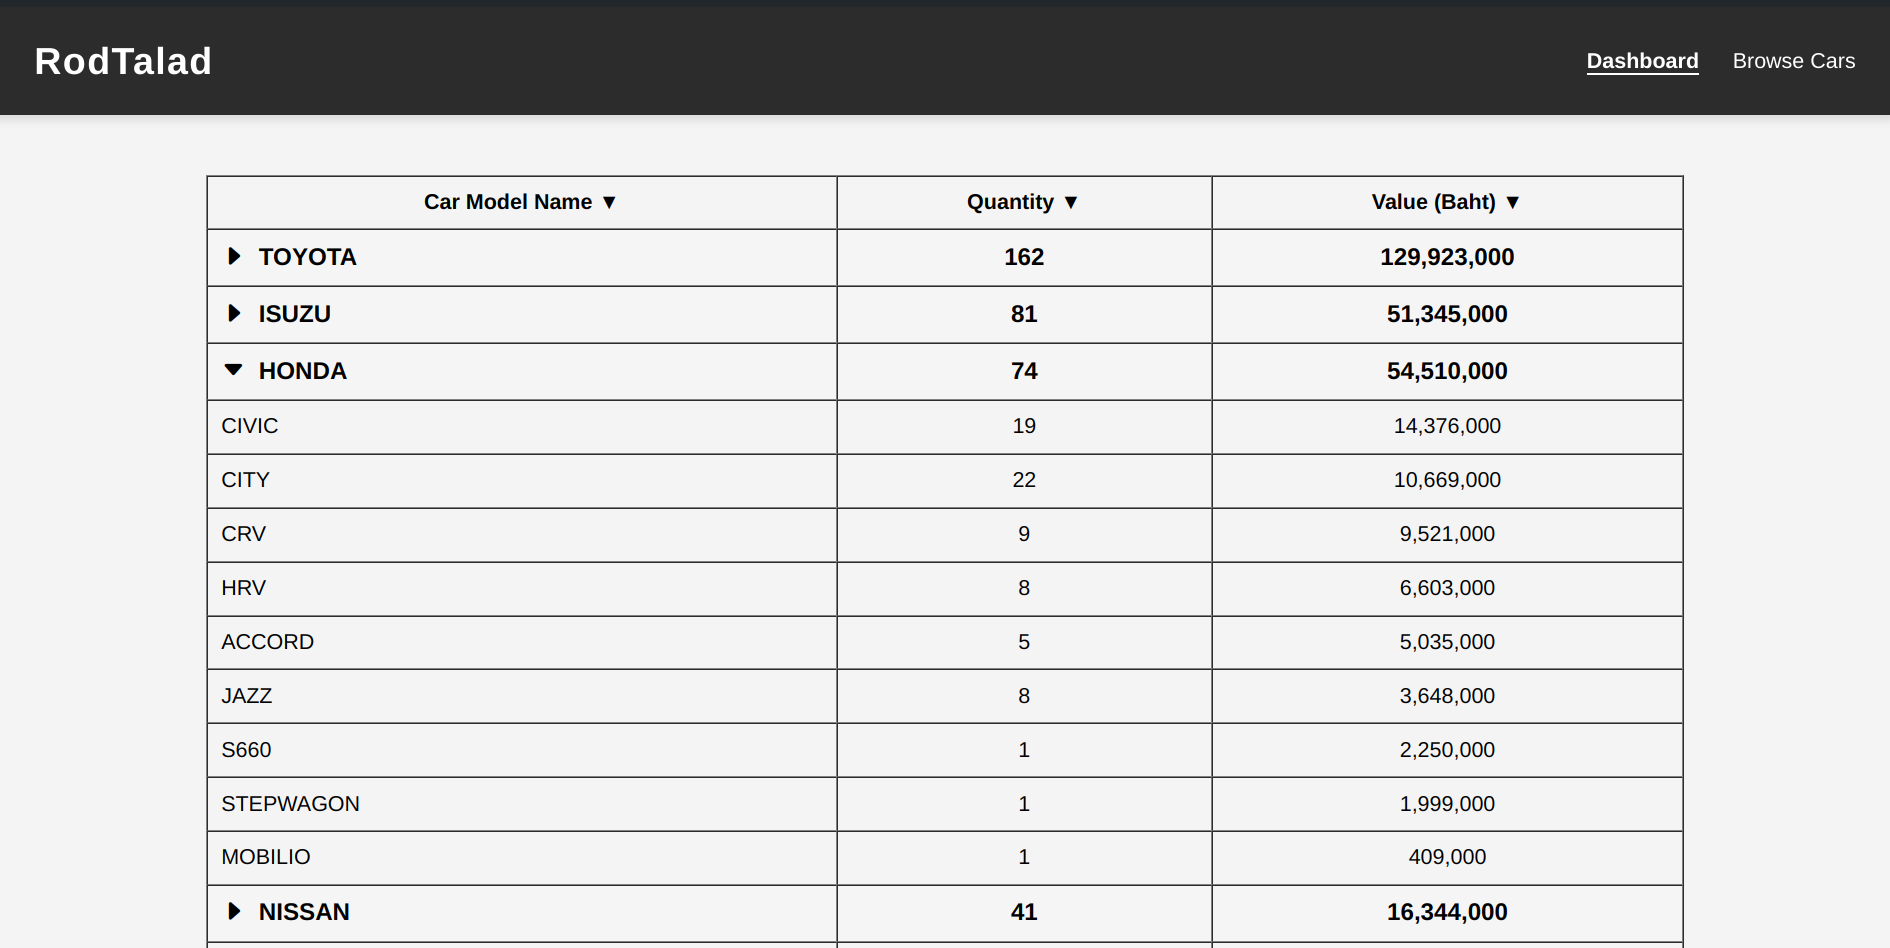 RodTalad
Dashboard Browse Cars
Car Model Name ▼ Quantity ▼ Value (Baht) ▼
TOYOTA 162 129,923,000
ISUZU 81 51,345,000
HONDA 74 54,510,000
CIVIC 19 14,376,000
CITY 22 10,669,000
CRV 9 9,521,000
HRV 8 6,603,000
ACCORD 5 5,035,000
JAZZ 8 3,648,000
S660 1 2,250,000
STEPWAGON 1 1,999,000
MOBILIO 1 409,000
NISSAN 41 16,344,000